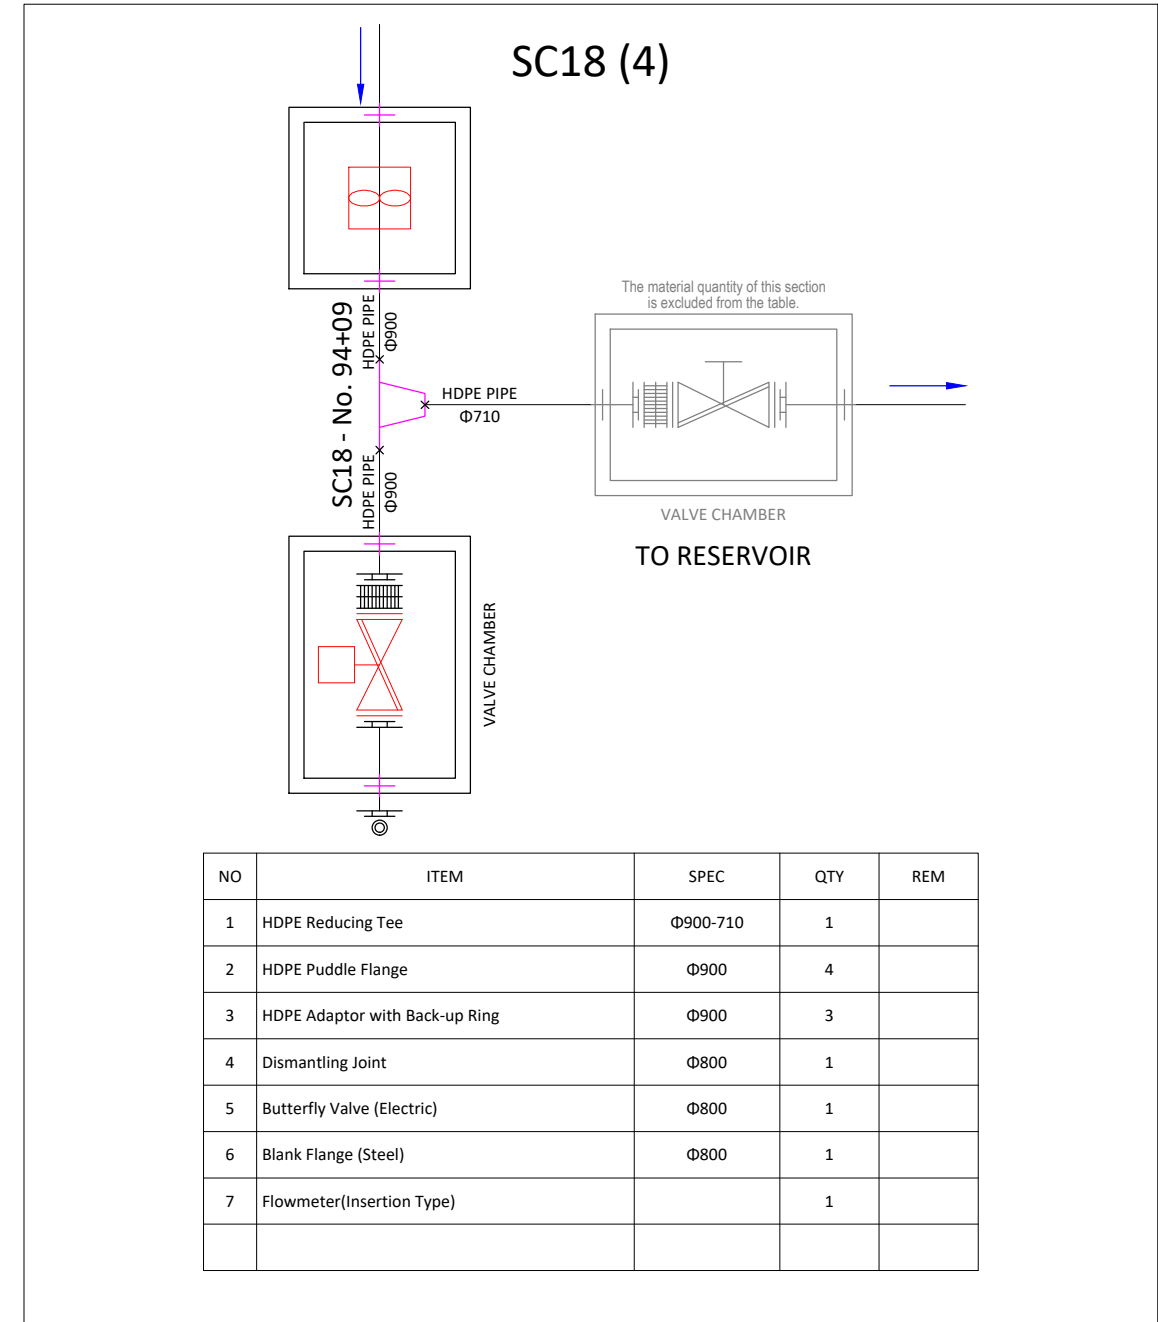 SC18 (4)
The material quantity of this section
is excluded from the table.
SC18 - No. 94+09
HDPE PIPE
Φ900
HDPE PIPE
Φ710
HDPE PIPE
Φ900
VALVE CHAMBER
TO RESERVOIR
VALVE CHAMBER
NO ITEM SPEC QTY REM
1 HDPE Reducing Tee Φ900-710 1
2 HDPE Puddle Flange Φ900 4
3 HDPE Adaptor with Back-up Ring Φ900 3
4 Dismantling Joint Φ800 1
5 Butterfly Valve (Electric) Φ800 1
6 Blank Flange (Steel) Φ800 1
7 Flowmeter(Insertion Type) 1